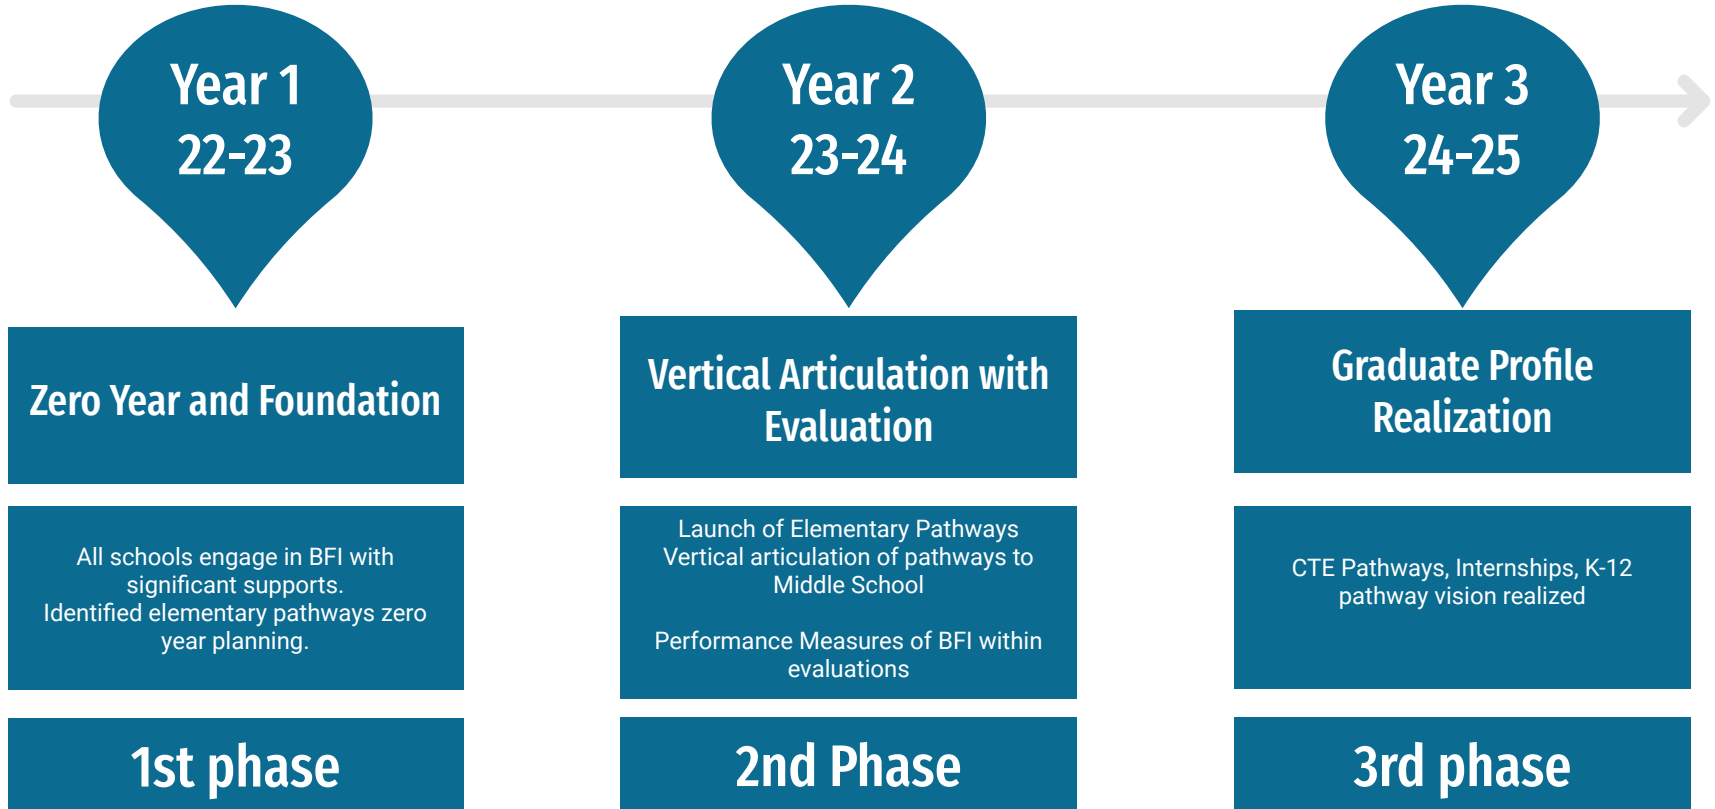 Year 1
22-23
Year 2
23-24
Year 3
24-25
Zero Year and Foundation
Vertical Articulation with
Evaluation
Graduate Profile
Realization
All schools engage in BFI with
significant supports.
Identified elementary pathways zero
year planning.
Launch of Elementary Pathways
Vertical articulation of pathways to
Middle School
Performance Measures of BFI within
evaluations
CTE Pathways, Internships, K-12
pathway vision realized
1st phase
2nd Phase
3rd phase